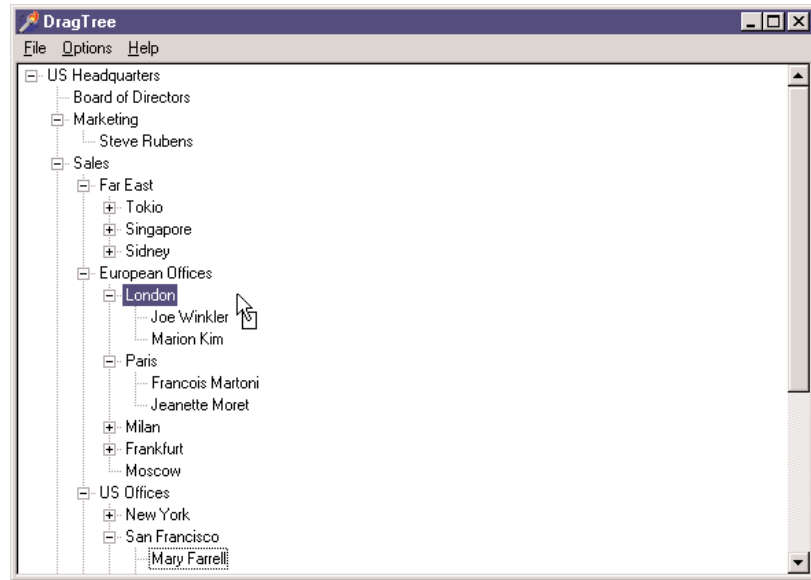 DragTree
File Options Help
US Headquarters
Board of Directors
Marketing
Steve Rubens
Sales
Far East
Tokio
Singapore
Sidney
European Offices
London
Joe Winkler
Marion Kim
Paris
Francois Martoni
Jeanette Moret
Milan
Frankfurt
Moscow
US Offices
New York
San Francisco
Mary Farrell